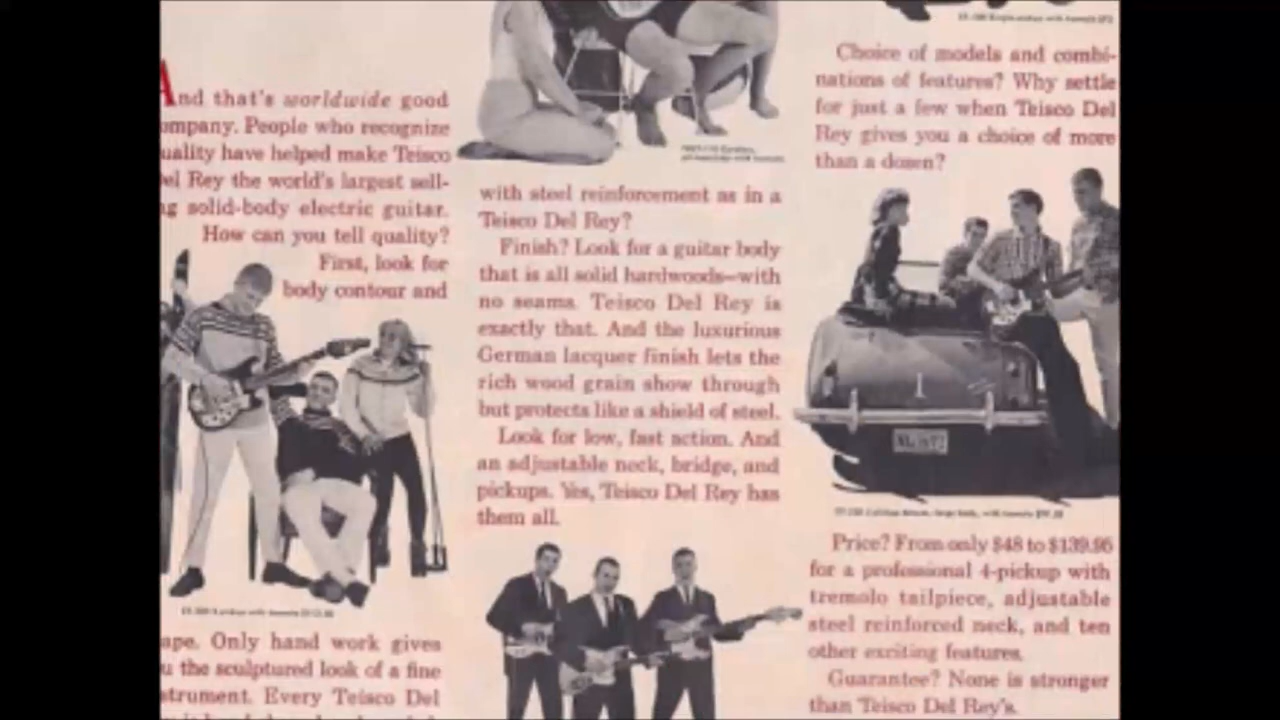 And that's worldwide good
ompany. People who recognize
uality have helped make Teisco
el Rey the world's largest sell-
g solid-body electric guitar.
How can you tell quality?
First, look for
body contour and
ape. Only hand work gives
u the sculptured look of a fine
strument. Every Teisco Del
with steel reinforcement as in a
Teisco Del Rey?
Finish? Look for a guitar body
that is all solid hardwoods—with
no seams. Teisco Del Rey is
exactly that. And the luxurious
German lacquer finish lets the
rich wood grain show through
but protects like a shield of steel.
Look for low, fast action. And
an adjustable neck, bridge, and
pickups. Yes, Teisco Del Rey has
them all.
Choice of models and combi-
nations of features? Why settle
for just a few when Teisco Del
Rey gives you a choice of more
than a dozen?
Price? From only $48 to $139.95
for a professional 4-pickup with
tremolo tailpiece, adjustable
steel reinforced neck, and ten
other exciting features.
Guarantee? None is stronger
than Teisco Del Rey's.